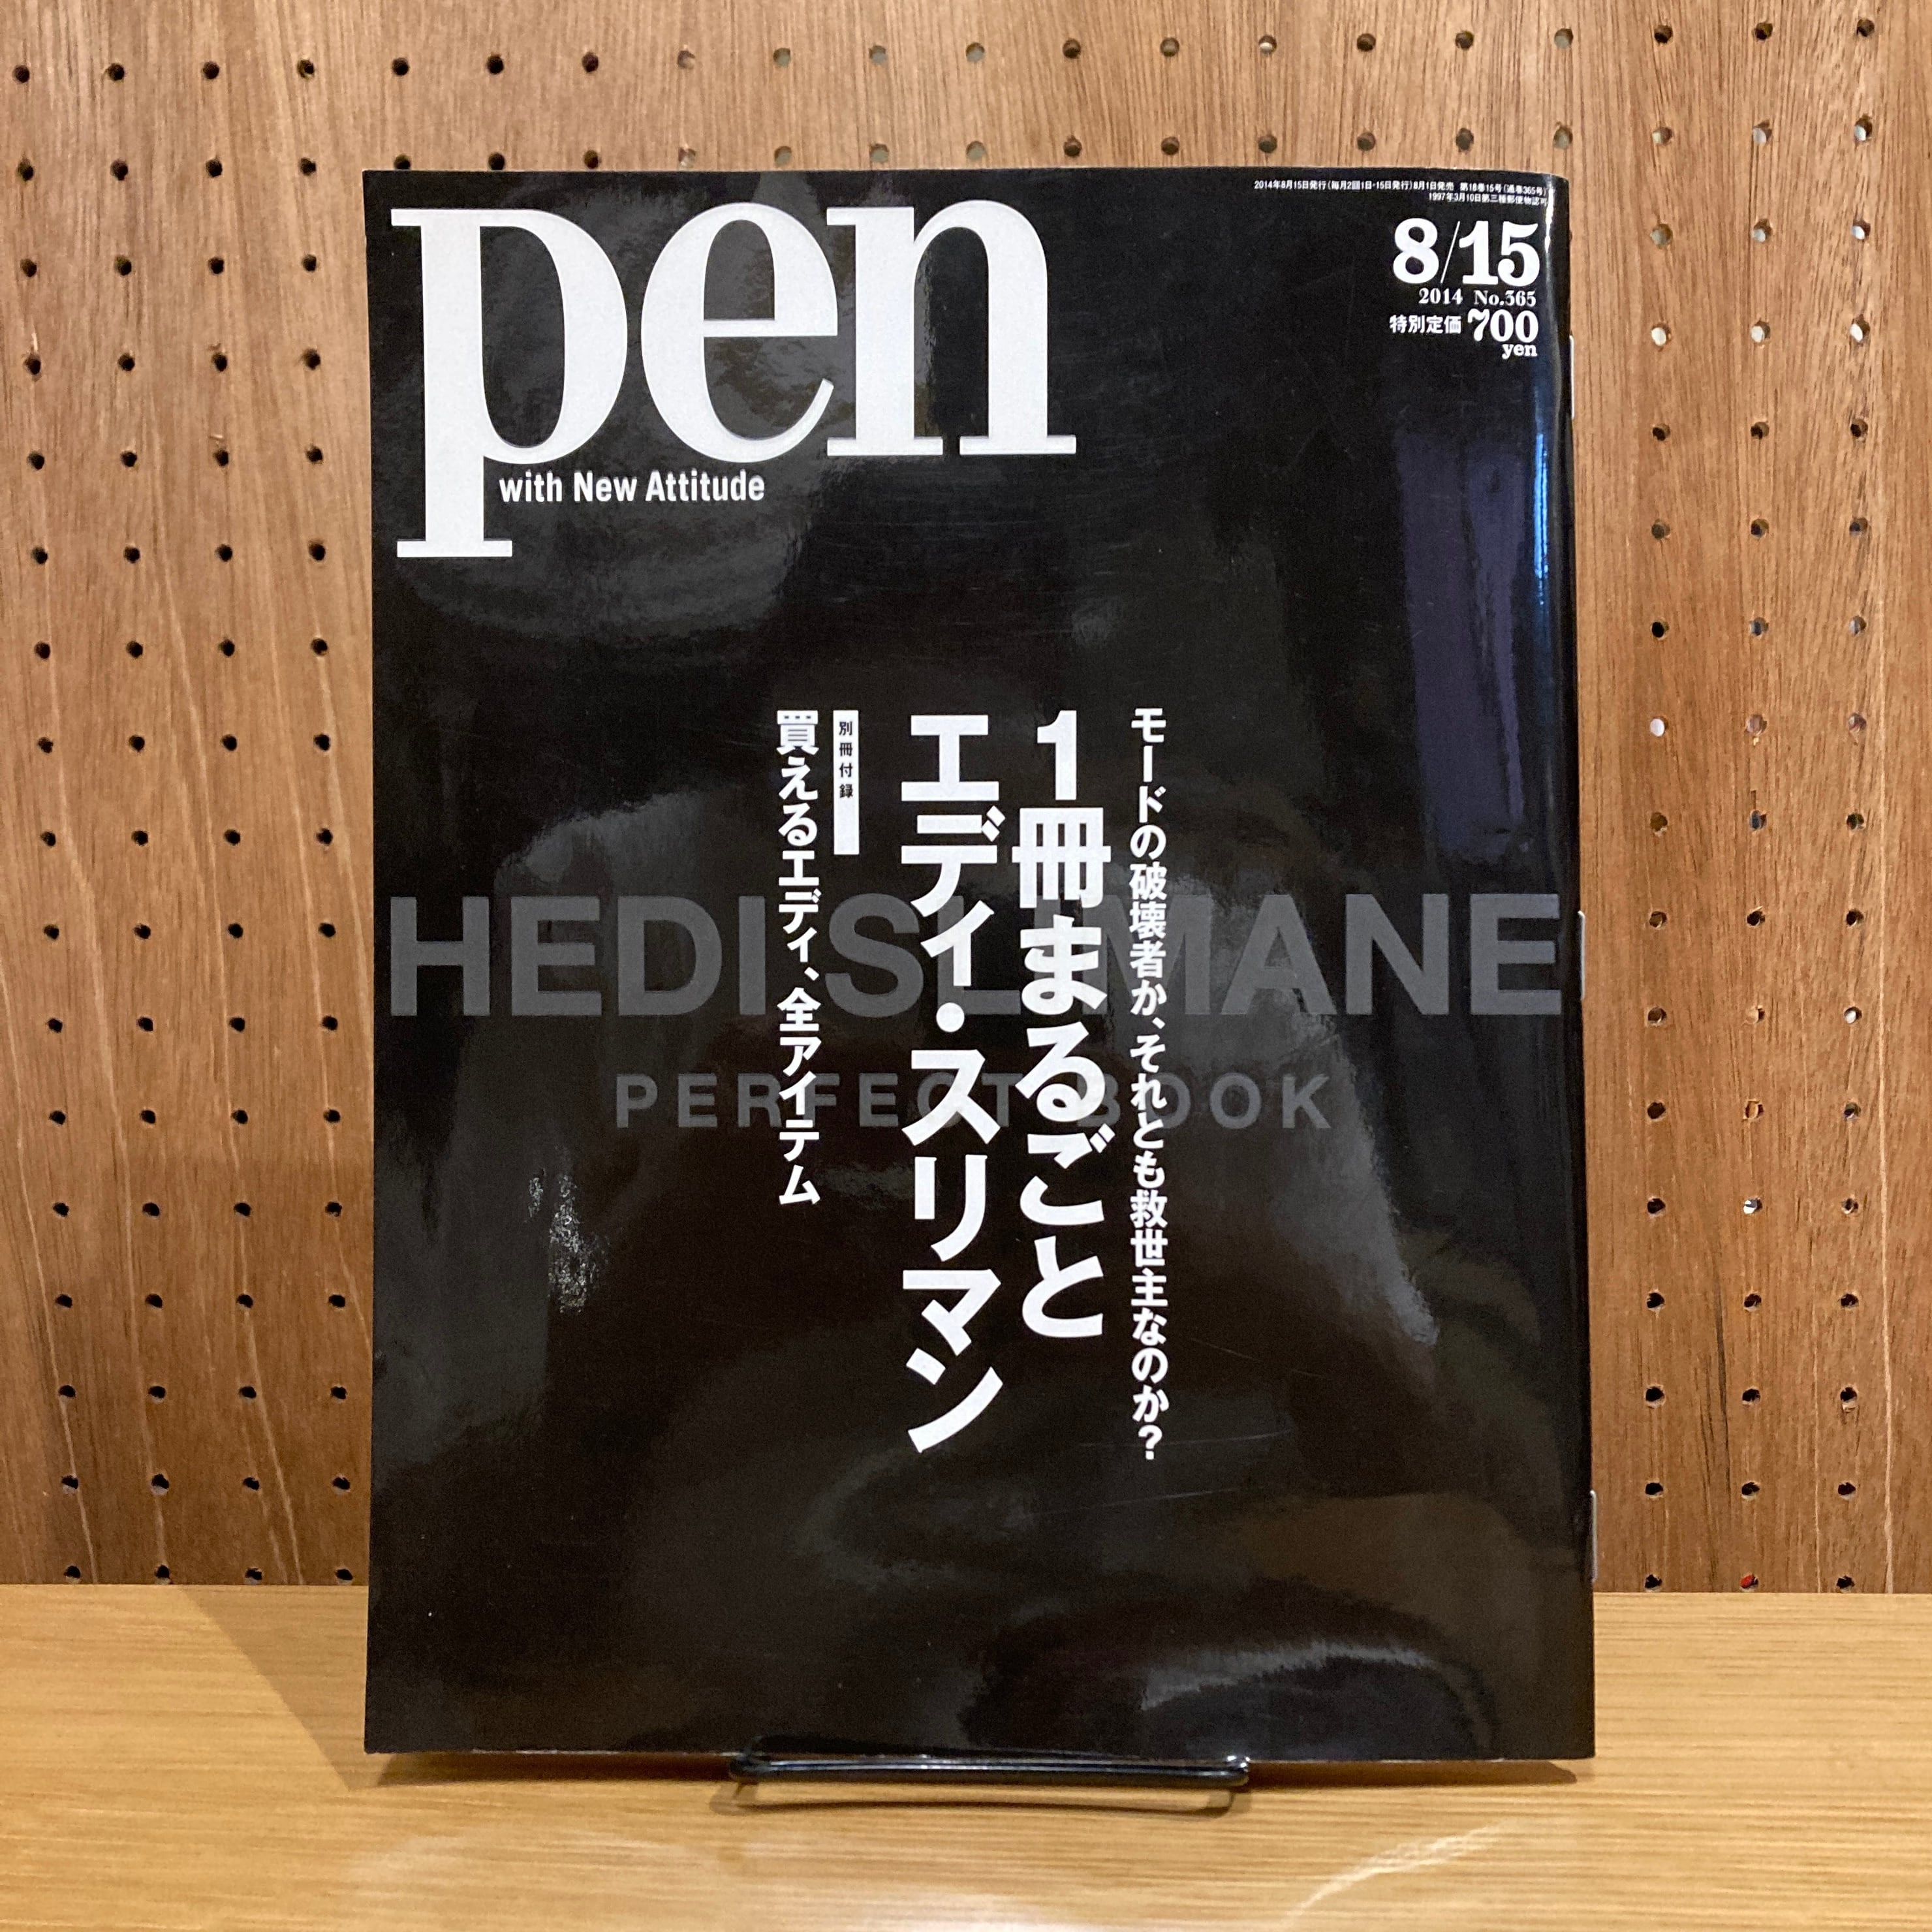 2014年8月15日発行(毎月2回1日・15日発行)8月1日発売 第18巻15号(通巻365号)
1997年3月10日第三種郵便物認可
pen
with New Attitude
8/15
2014 No.365
特別定価700
yen
モードの破壊者か、それとも救世主なのか?
1冊まるごと
エディ・スリマン
別冊付録
買えるエディ、全アイテム
HEDI SLIMANE
PERFECT BOOK